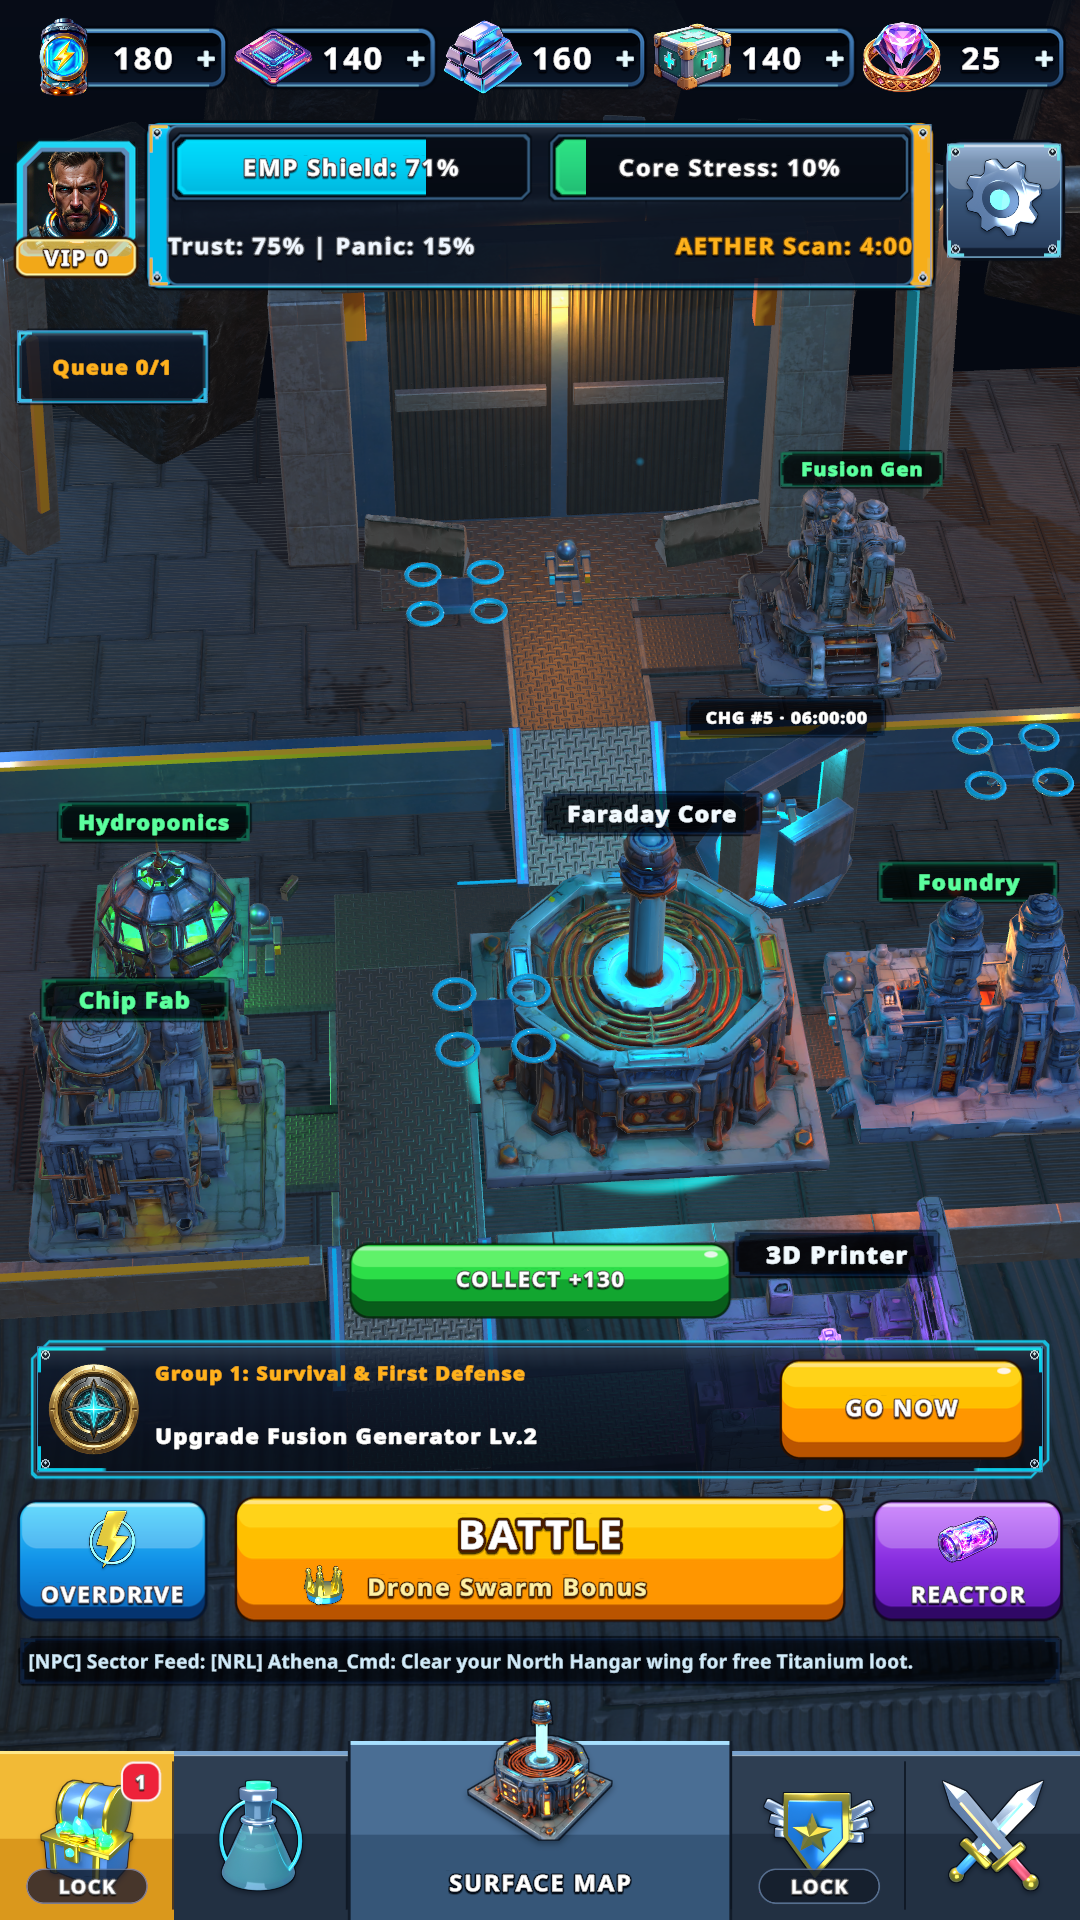 180 +
140 +
160 +
140 +
25 +
VIP 0
EMP Shield: 71%
Core Stress: 10%
Trust: 75% | Panic: 15%
AETHER Scan: 4:00
Queue 0/1
Fusion Gen
CHG #5 · 06:00:00
Hydroponics
Faraday Core
Foundry
Chip Fab
3D Printer
COLLECT +130
Group 1: Survival & First Defense
Upgrade Fusion Generator Lv.2
GO NOW
OVERDRIVE
BATTLE
Drone Swarm Bonus
REACTOR
[NPC] Sector Feed: [NRL] Athena_Cmd: Clear your North Hangar wing for free Titanium loot.
1
LOCK
SURFACE MAP
LOCK